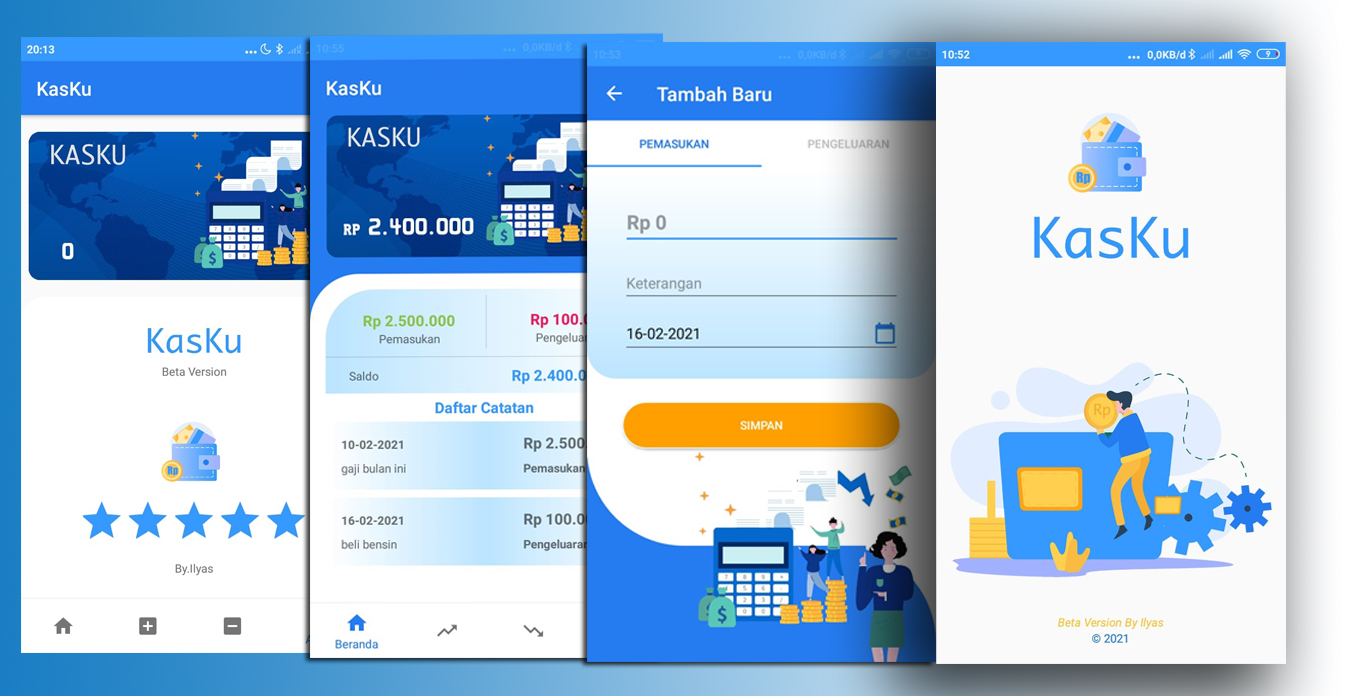 20:13
KasKu
KASKU
0
KasKu
Beta Version
Rp
By.Ilyas
10:55
0,0KB/d
KasKu
KASKU
RP 2.400.000
Rp 2.500.000
Pemasukan
Rp 100.0
Pengeluar
Saldo
Rp 2.400.0
Daftar Catatan
10-02-2021
Rp 2.500
gaji bulan ini
Pemasukan
16-02-2021
Rp 100.0
beli bensin
Pengeluaran
Beranda
10:53
Tambah Baru
PEMASUKAN
PENGELUARAN
Rp 0
Keterangan
16-02-2021
SIMPAN
10:52
0,0KB/d
9
Rp
KasKu
Rp
Beta Version By Ilyas
© 2021